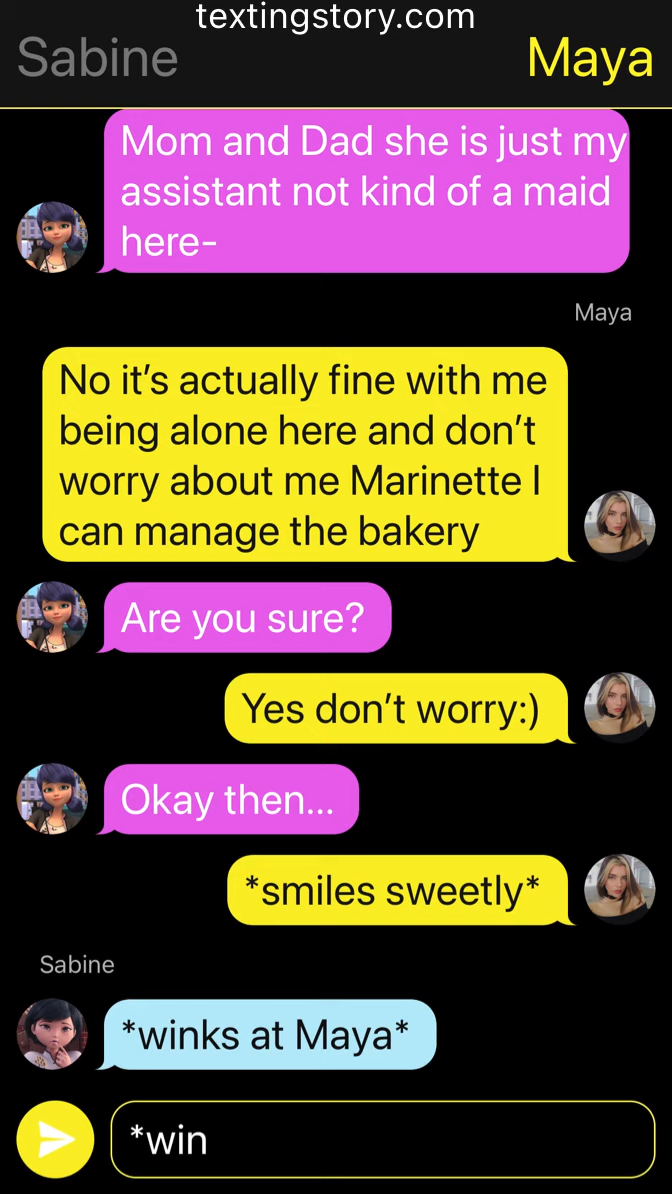 textingstory.com
Sabine
Maya
Mom and Dad she is just my
assistant not kind of a maid
here-
Maya
No it’s actually fine with me
being alone here and don’t
worry about me Marinette I
can manage the bakery
Are you sure?
Yes don’t worry:)
Okay then...
*smiles sweetly*
Sabine
*winks at Maya*
*win